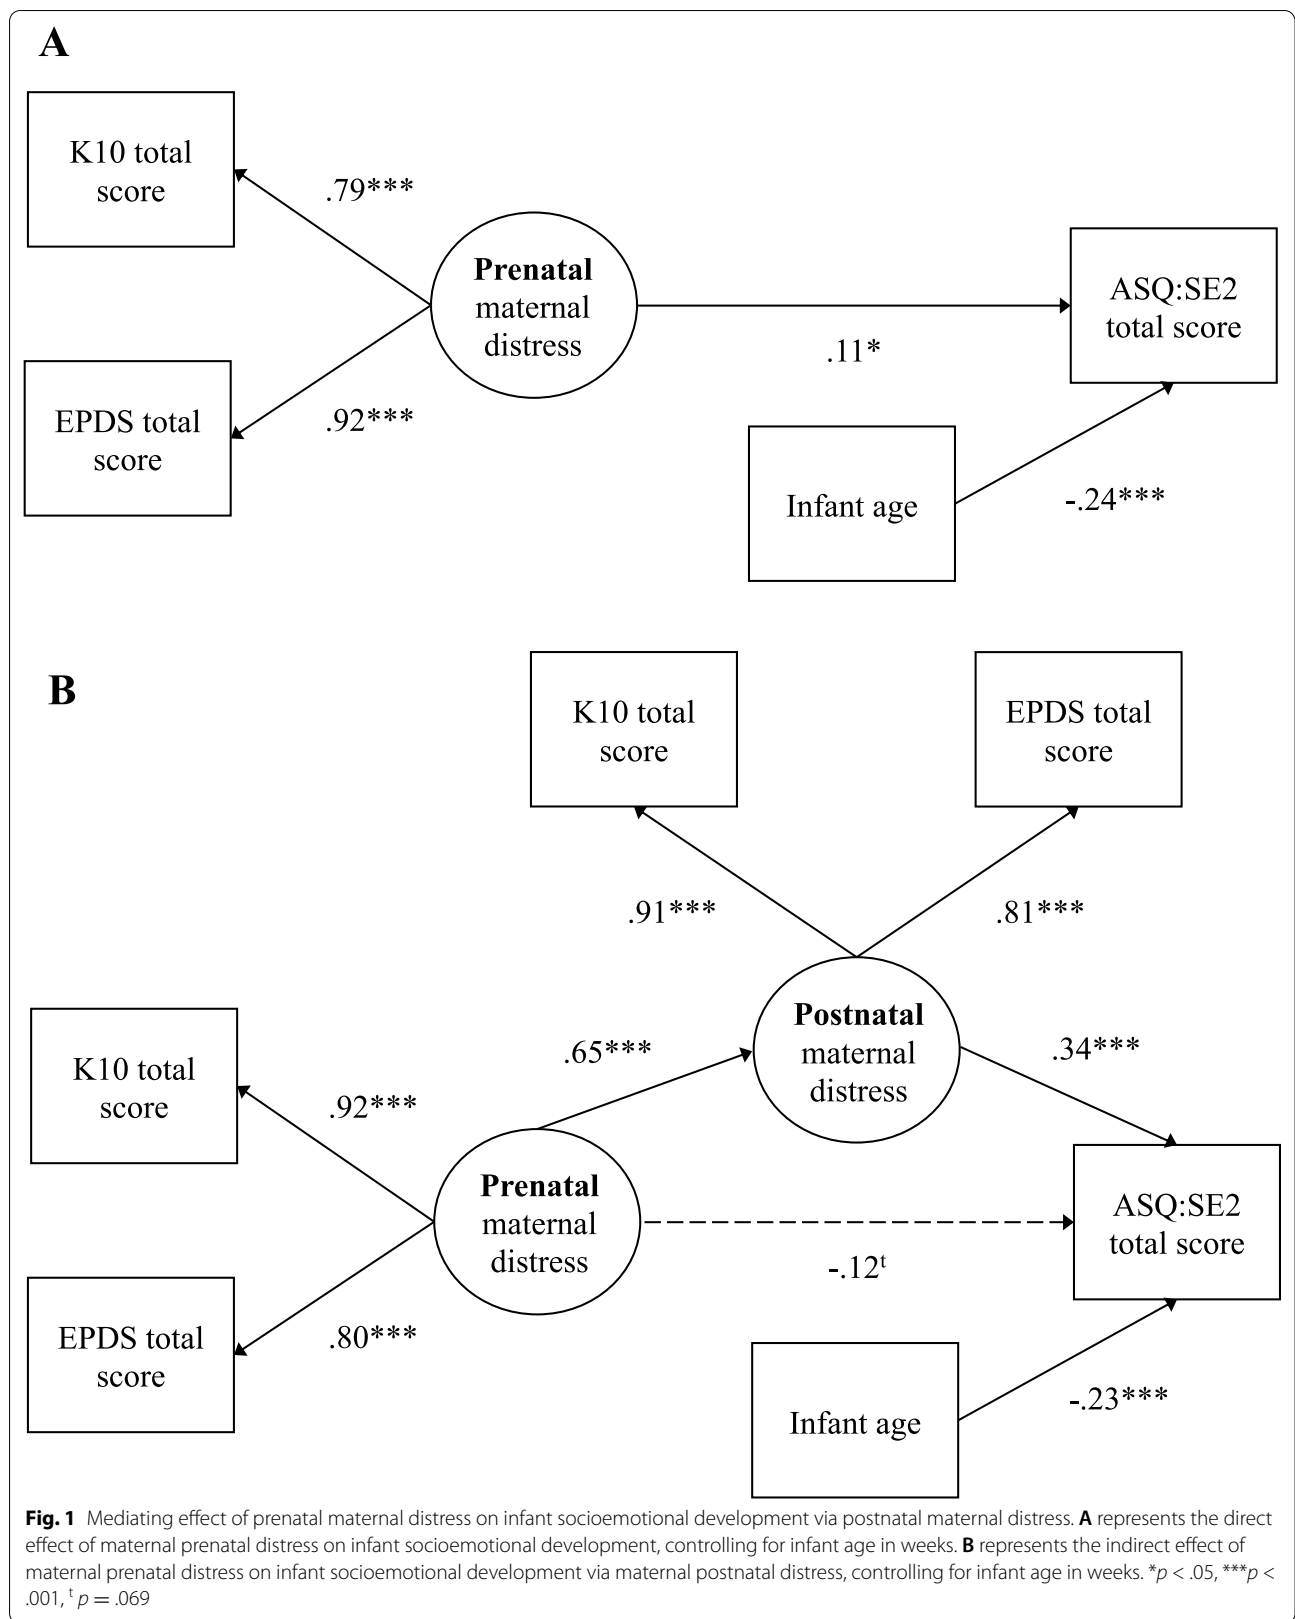 A
K10 total
score
.79***
Prenatal
maternal
distress
ASQ:SE2
total score
.11*
EPDS total
score
.92***
Infant age
-.24***
B
K10 total
score
EPDS total
score
.91***
.81***
Postnatal
maternal
distress
.65***
.34***
K10 total
score
.92***
Prenatal
maternal
distress
ASQ:SE2
total score
-.12t
EPDS total
score
.80***
Infant age
-.23***
Fig. 1 Mediating effect of prenatal maternal distress on infant socioemotional development via postnatal maternal distress. A represents the direct
effect of maternal prenatal distress on infant socioemotional development, controlling for infant age in weeks. B represents the indirect effect of
maternal prenatal distress on infant socioemotional development via maternal postnatal distress, controlling for infant age in weeks. *p < .05, ***p <
.001, t p = .069